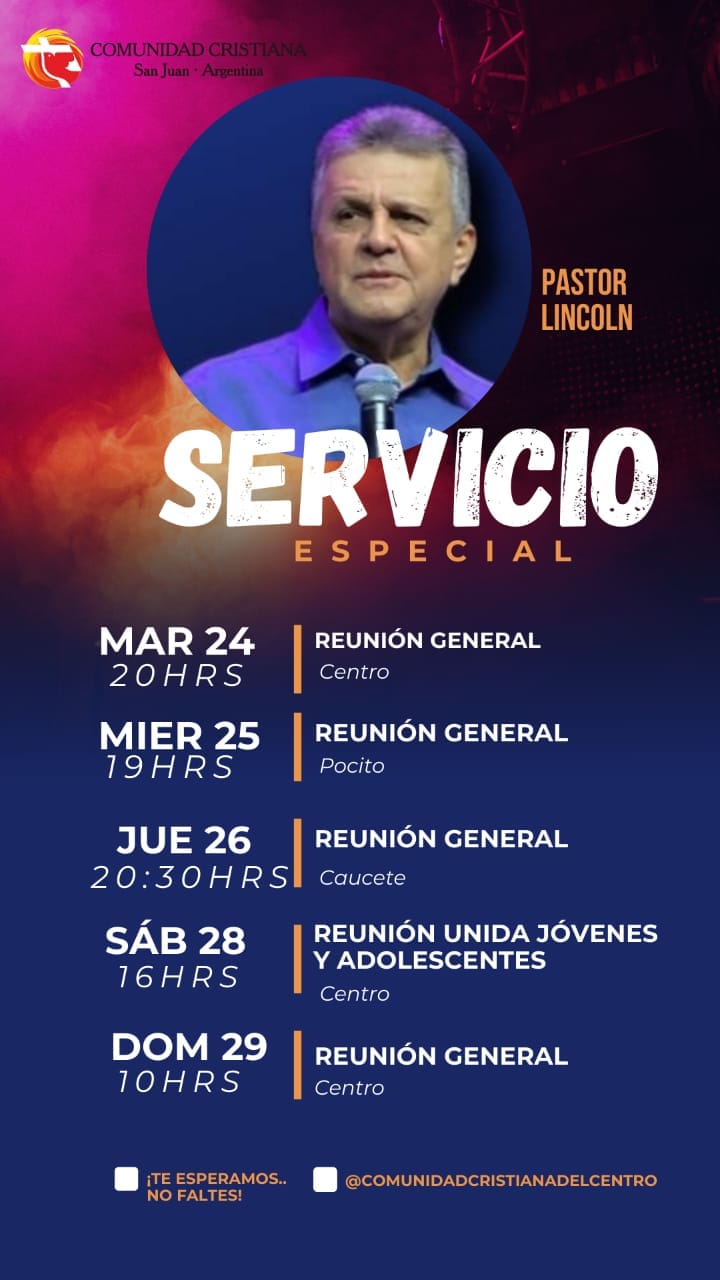 COMUNIDAD CRISTIANA
San Juan · Argentina
PASTOR
LINCOLN
SERVICIO
ESPECIAL
MAR 24
20HRS
REUNIÓN GENERAL
Centro
MIER 25
19HRS
REUNIÓN GENERAL
Pocito
JUE 26
20:30HRS
REUNIÓN GENERAL
Caucete
SÁB 28
16HRS
REUNIÓN UNIDA JÓVENES
Y ADOLESCENTES
Centro
DOM 29
10HRS
REUNIÓN GENERAL
Centro
¡TE ESPERAMOS..
NO FALTES!
@COMUNIDADCRISTIANADELCENTRO